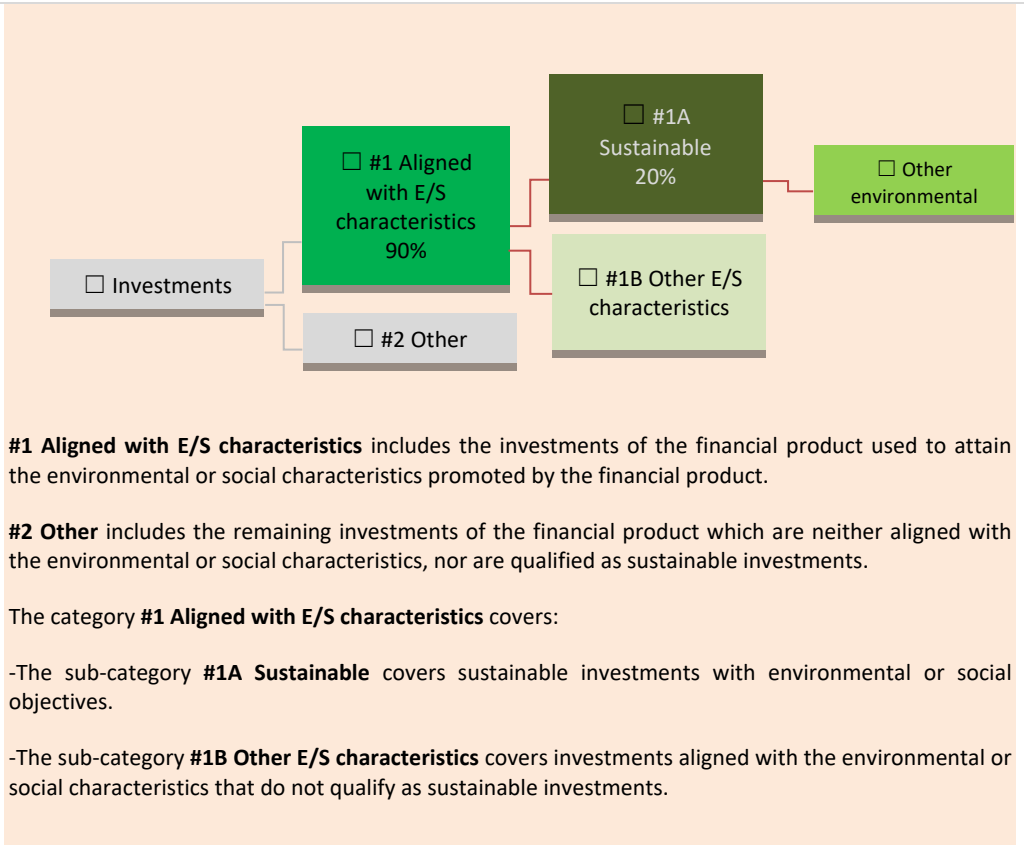 ☐ Investments
☐ #1 Aligned
with E/S
characteristics
90%
☐ #2 Other
☐ #1A
Sustainable
20%
☐ #1B Other E/S
characteristics
☐ Other
environmental
#1 Aligned with E/S characteristics includes the investments of the financial product used to attain
the environmental or social characteristics promoted by the financial product.
#2 Other includes the remaining investments of the financial product which are neither aligned with
the environmental or social characteristics, nor are qualified as sustainable investments.
The category #1 Aligned with E/S characteristics covers:
-The sub-category #1A Sustainable covers sustainable investments with environmental or social
objectives.
-The sub-category #1B Other E/S characteristics covers investments aligned with the environmental or
social characteristics that do not qualify as sustainable investments.